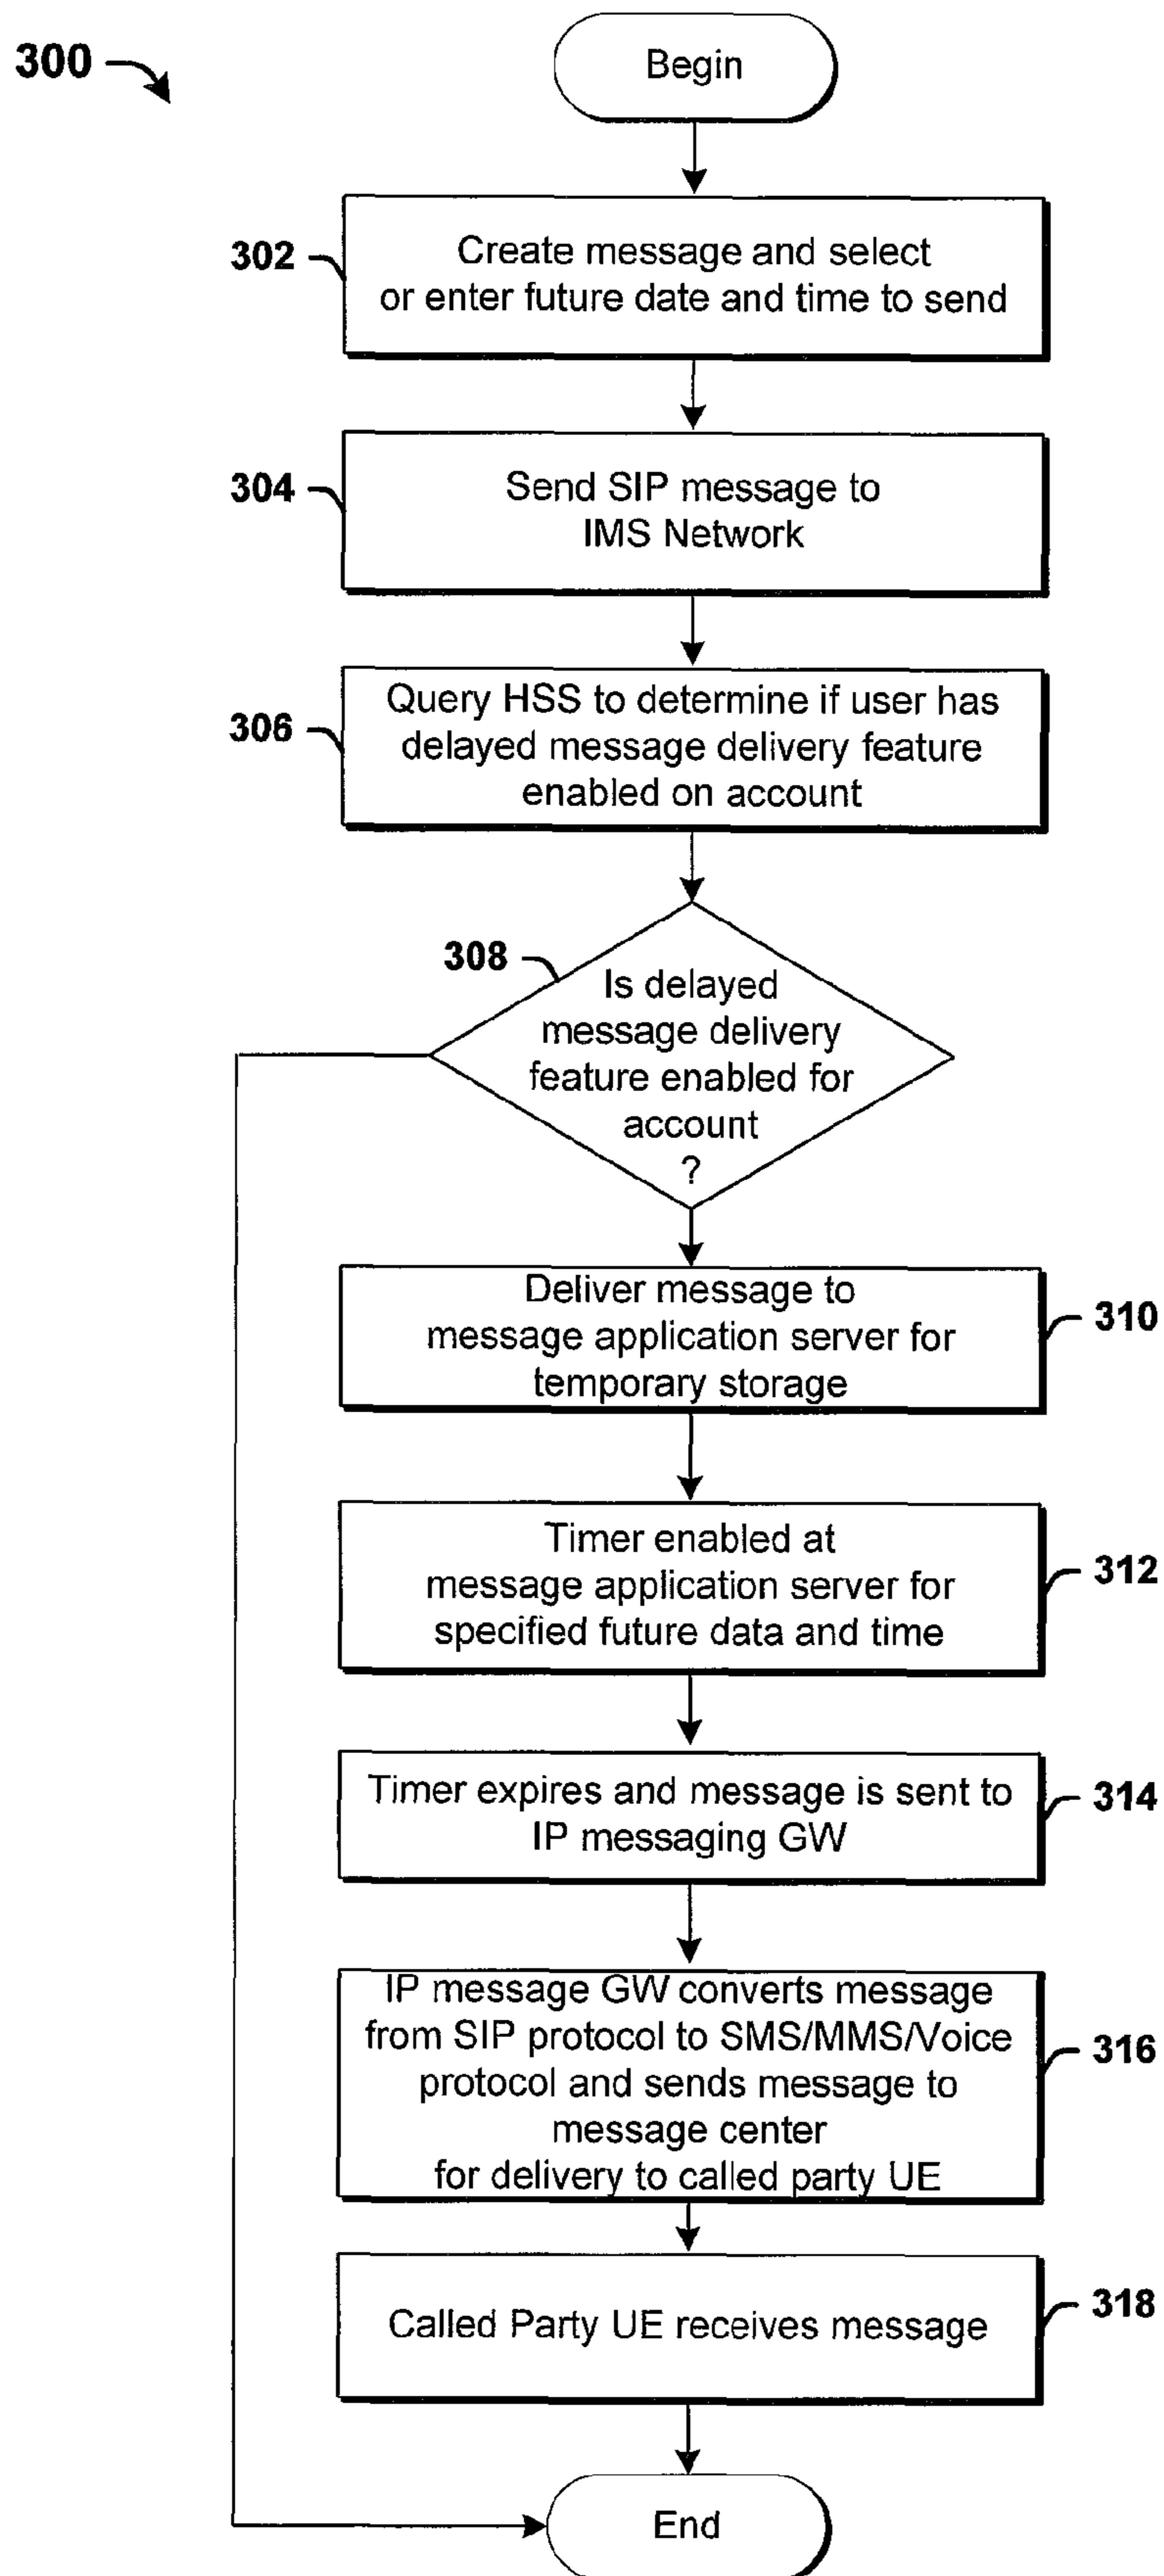 300
Begin
302
Create message and select
or enter future date and time to send
304
Send SIP message to
IMS Network
306
Query HSS to determine if user has
delayed message delivery feature
enabled on account
308
Is delayed
message delivery
feature enabled for
account
?
Deliver message to
message application server for
temporary storage
310
Timer enabled at
message application server for
specified future data and time
312
Timer expires and message is sent to
IP messaging GW
314
IP message GW converts message
from SIP protocol to SMS/MMS/Voice
protocol and sends message to
message center
for delivery to called party UE
316
Called Party UE receives message
318
End